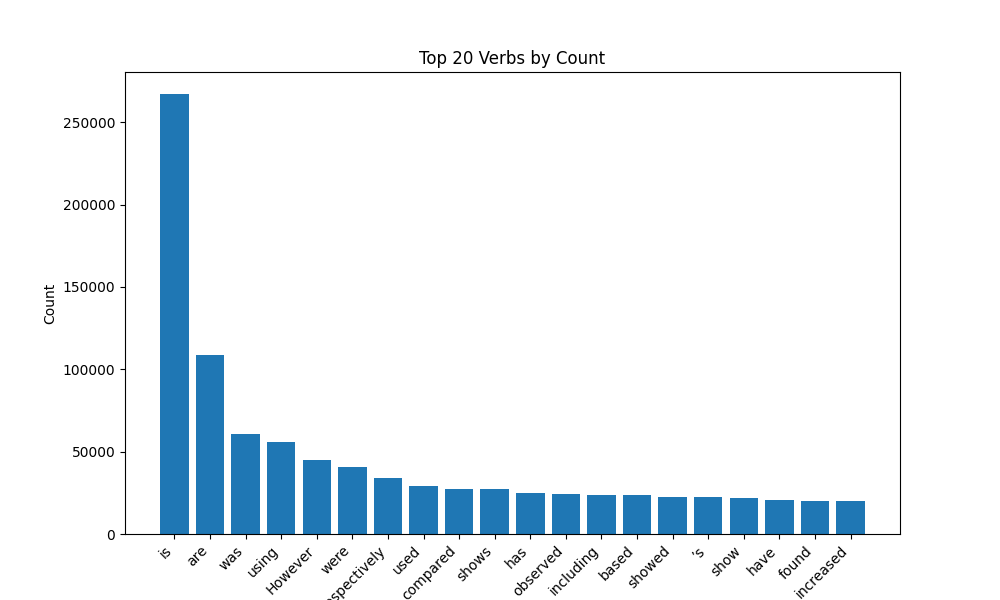 Top 20 Verbs by Count
Count
250000
200000
150000
100000
50000
0
is
are
was
using
However
were
espectively
used
compared
shows
has
observed
including
based
showed
's
show
have
found
increased